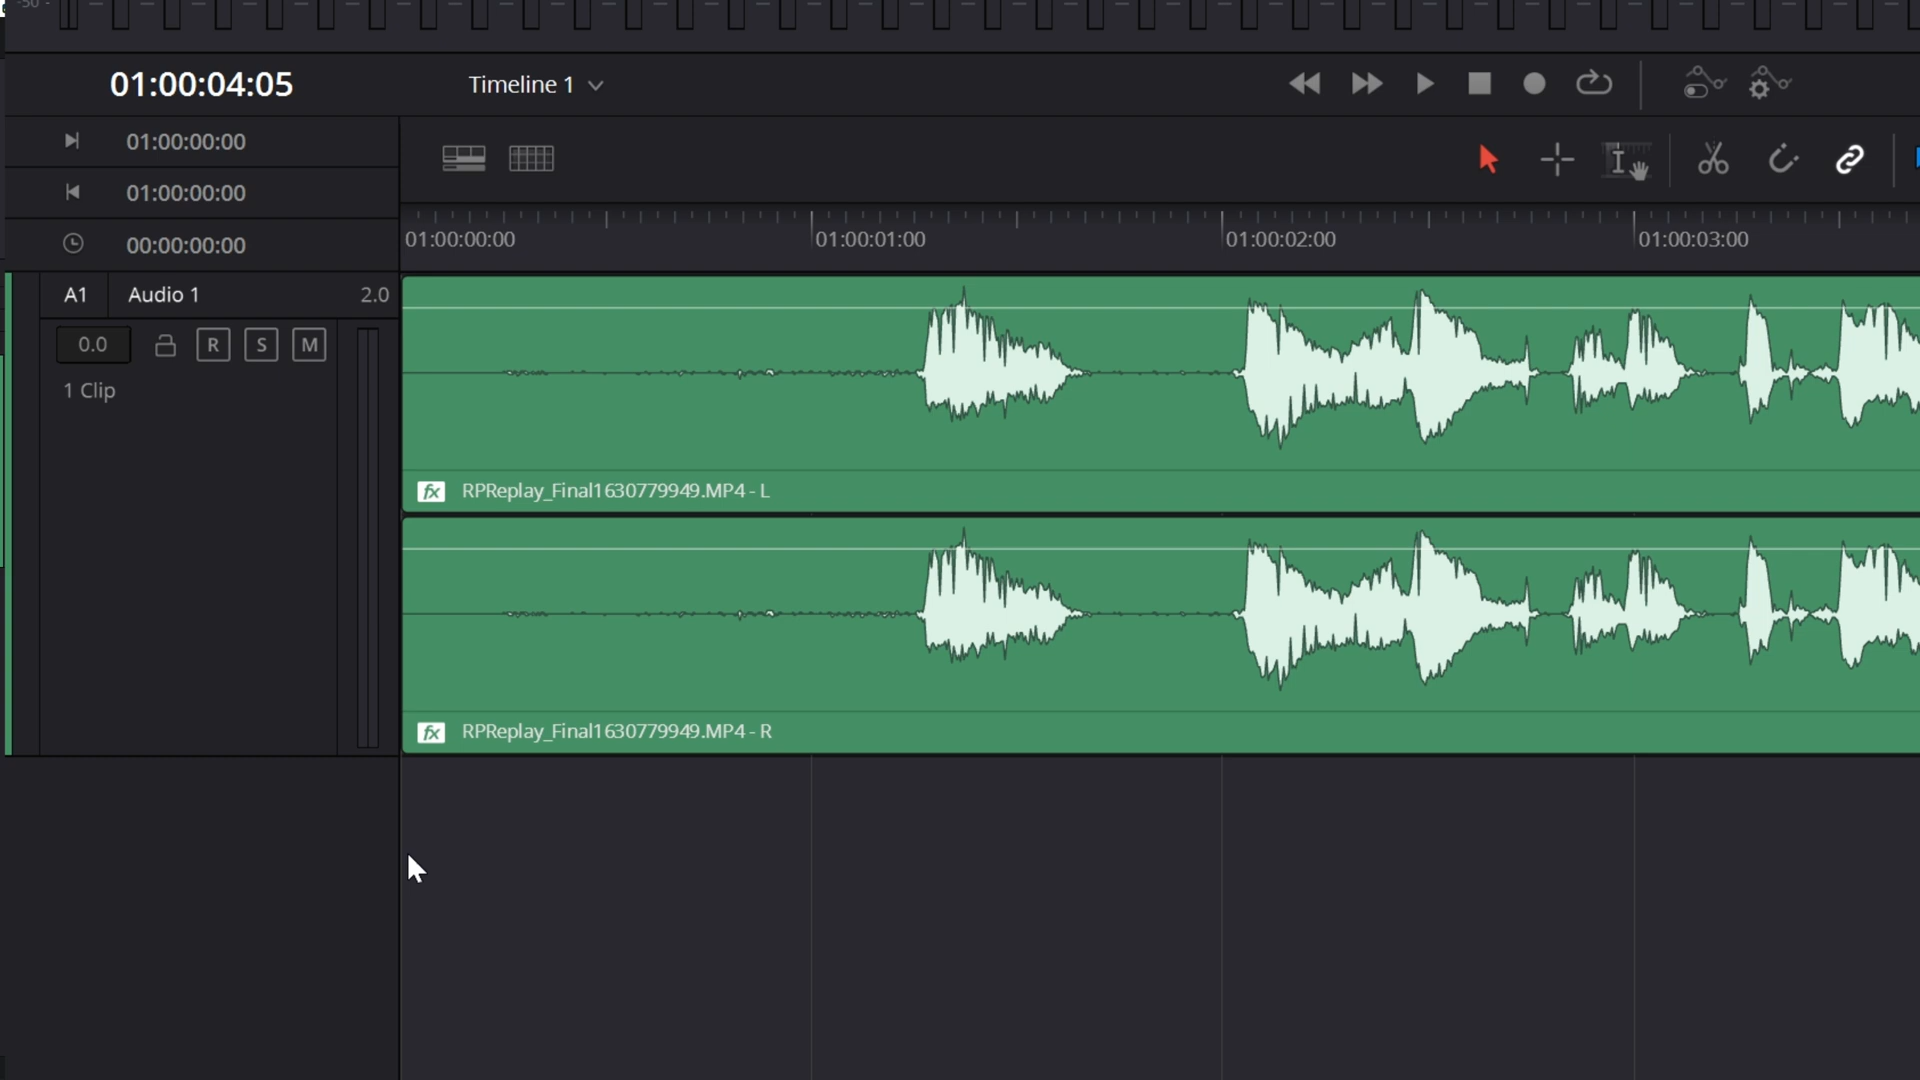 -50 -
01:00:04:05
Timeline 1
01:00:00:00
01:00:00:00
00:00:00:00
01:00:00:00
01:00:01:00
01:00:02:00
01:00:03:00
A1
Audio 1
2.0
0.0
R
S
M
1 Clip
fx RPReplay_Final1630779949.MP4 - L
fx RPReplay_Final1630779949.MP4 - R